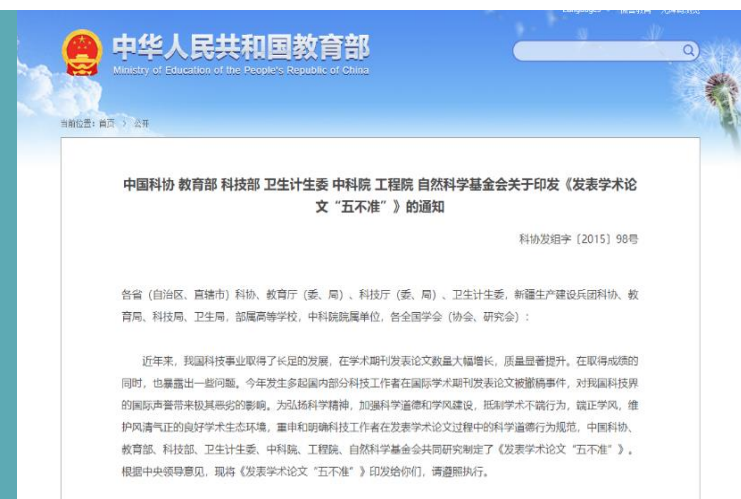 中华人民共和国教育部
Ministry of Education of the People's Republic of China
当前位置：首页 > 公开
中国科协 教育部 科技部 卫生计生委 中科院 工程院 自然科学基金会关于印发《发表学术论
文“五不准”》的通知
科协发组字〔2015〕98号
各省（自治区、直辖市）科协、教育厅（委、局）、科技厅（委、局）、卫生计生委，新疆生产建设兵团科协、教
育局、科技局、卫生局，部属高等学校，中科院院属单位，各全国学会（协会、研究会）：
近年来，我国科技事业取得了长足的发展，在学术期刊发表论文数量大幅增长，质量显著提升。在取得成绩的
同时，也暴露出一些问题。今年发生多起国内部分科技工作者在国际学术期刊发表论文被撤稿事件，对我国科技界
的国际声誉带来极其恶劣的影响。为弘扬科学精神，加强科学道德和学风建设，抵制学术不端行为，端正学风，维
护风清气正的良好学术生态环境，重申和明确科技工作者在发表学术论文过程中的科学道德行为规范，中国科协、
教育部、科技部、卫生计生委、中科院、工程院、自然科学基金会共同研究制定了《发表学术论文“五不准”》。
根据中央领导意见，现将《发表学术论文“五不准”》印发给你们，请遵照执行。